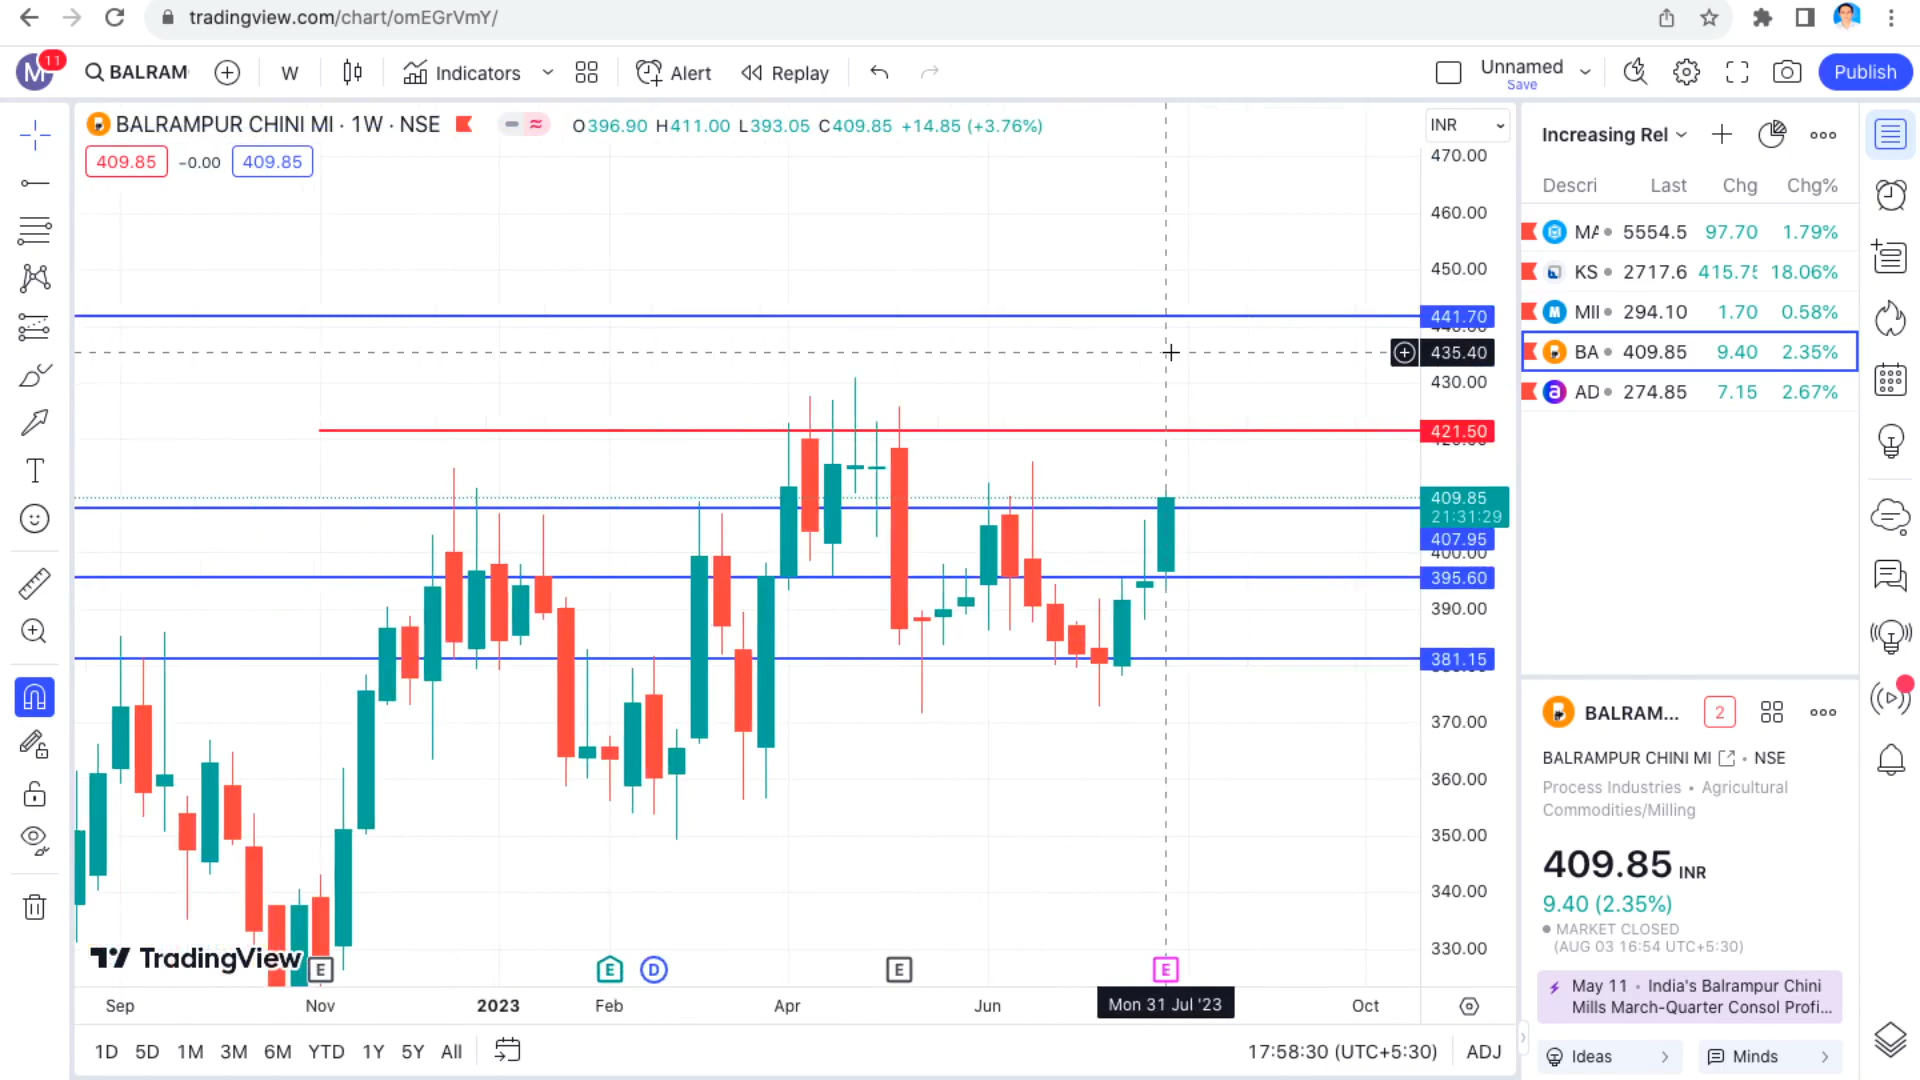 tradingview.com/chart/omEGrVmY/
M 11 BALRAM W Indicators Alert Replay Unnamed Save Publish
BALRAMPUR CHINI MI · 1W · NSE O396.90 H411.00 L393.05 C409.85 +14.85 (+3.76%)
409.85 −0.00 409.85
INR
470.00
460.00
450.00
441.70
435.40
430.00
421.50
409.85
21:31:29
407.95
400.00
395.60
390.00
381.15
370.00
360.00
350.00
340.00
330.00
TradingView
E E D E E
Sep Nov 2023 Feb Apr Jun Mon 31 Jul '23 Oct
1D 5D 1M 3M 6M YTD 1Y 5Y All 17:58:30 (UTC+5:30) ADJ
Increasing Rel
Descri Last Chg Chg%
MA 5554.5 97.70 1.79%
KS 2717.6 415.75 18.06%
MII 294.10 1.70 0.58%
BA 409.85 9.40 2.35%
AD 274.85 7.15 2.67%
BALRAM... 2
BALRAMPUR CHINI MI • NSE
Process Industries • Agricultural
Commodities/Milling
409.85 INR
9.40 (2.35%)
MARKET CLOSED
(AUG 03 16:54 UTC+5:30)
May 11 • India's Balrampur Chini
Mills March-Quarter Consol Profi...
Ideas Minds